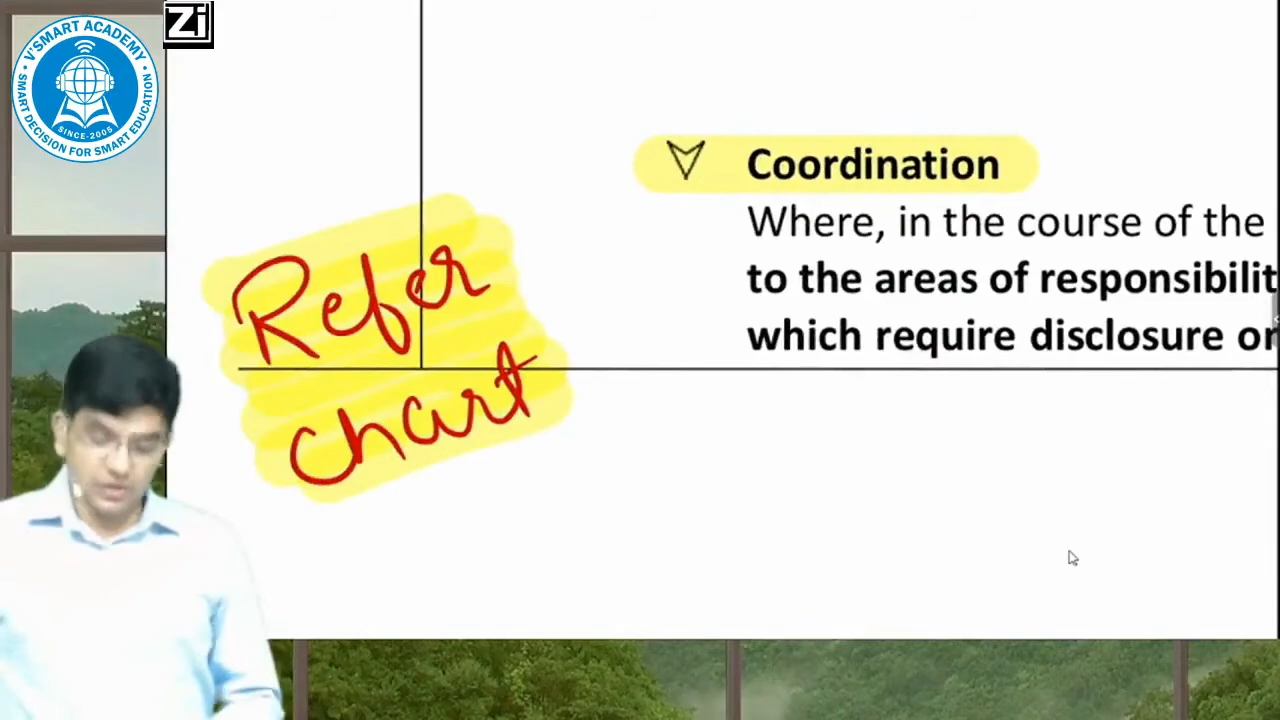 V'SMART ACADEMY
SMART DECISION FOR SMART EDUCATION
SINCE-2005
Zj
Coordination
Where, in the course of the
to the areas of responsibilit
which require disclosure or
Refer
chart